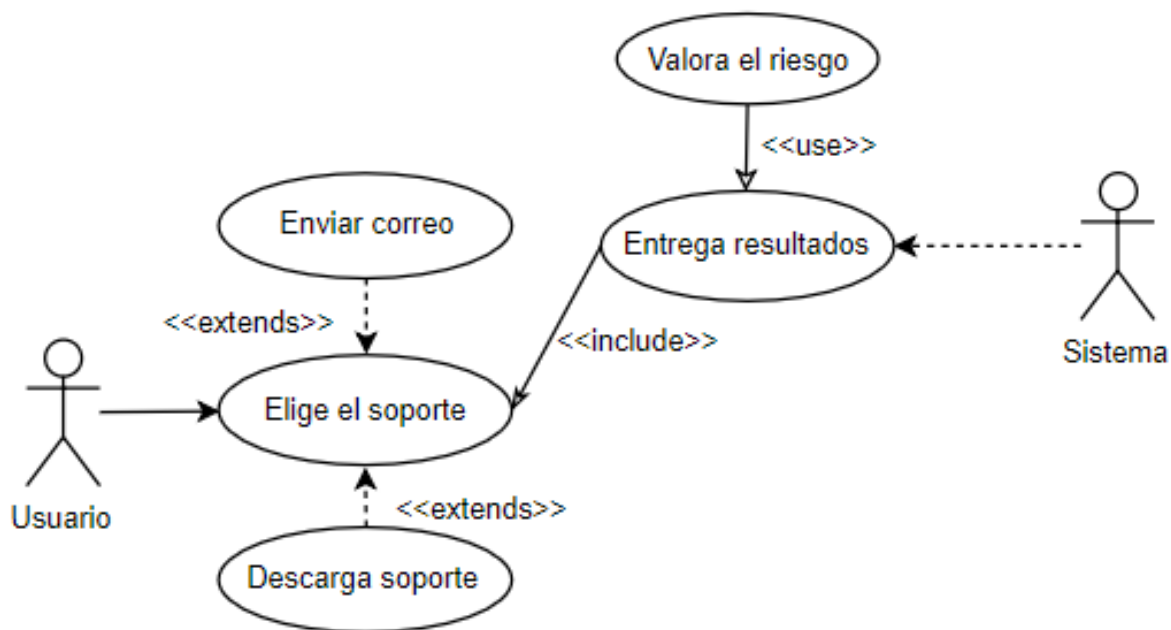 Valora el riesgo
<<use>>
Enviar correo
Entrega resultados
<<extends>>
<<include>>
Sistema
Elige el soporte
Usuario
<<extends>>
Descarga soporte